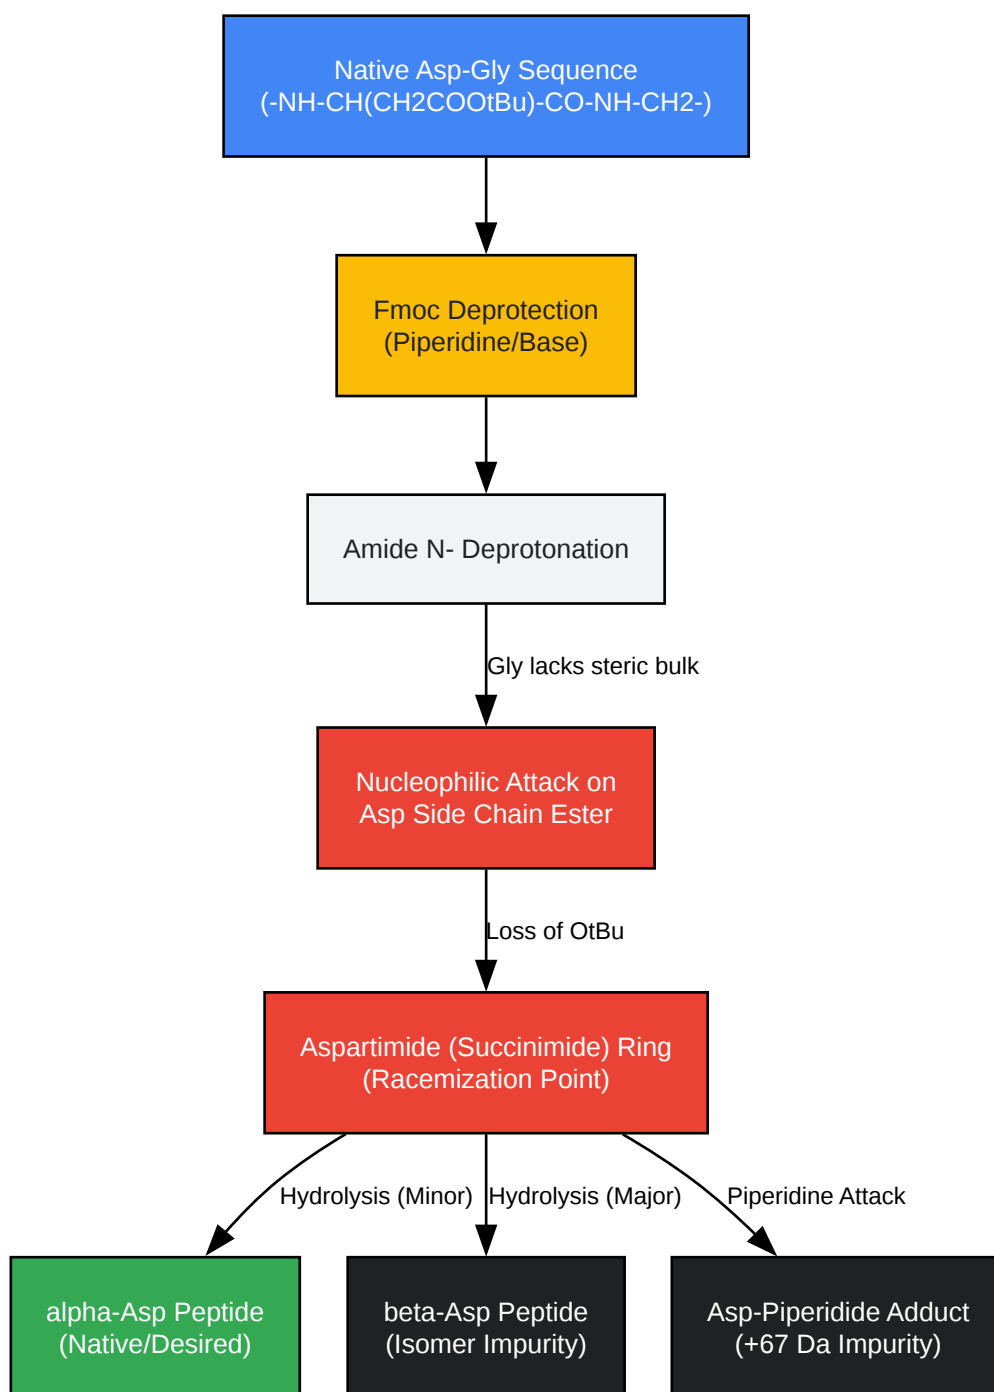 Native Asp-Gly Sequence
(-NH-CH(CH2COOtBu)-CO-NH-CH2-)
Fmoc Deprotection
(Piperidine/Base)
Amide N- Deprotonation
Gly lacks steric bulk
Nucleophilic Attack on
Asp Side Chain Ester
Loss of OtBu
Aspartimide (Succinimide) Ring
(Racemization Point)
Hydrolysis (Minor)
Hydrolysis (Major)
Piperidine Attack
alpha-Asp Peptide
(Native/Desired)
beta-Asp Peptide
(Isomer Impurity)
Asp-Piperidide Adduct
(+67 Da Impurity)